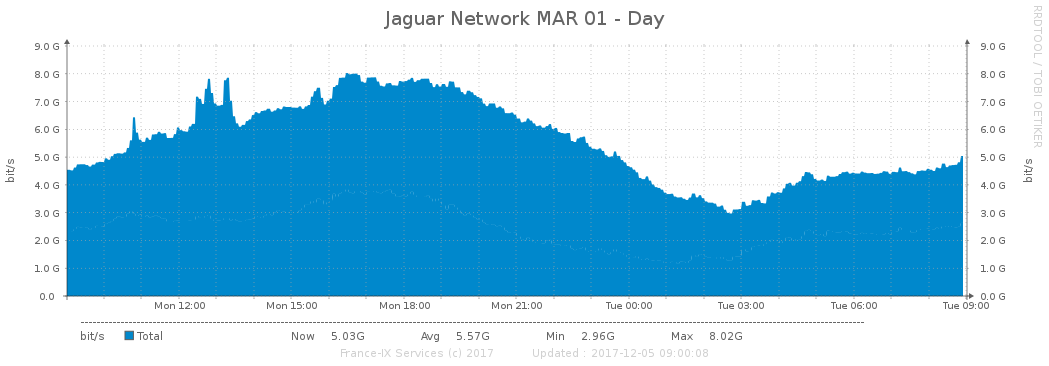 Jaguar Network MAR 01 - Day
RRDTOOL / TOBI OETIKER
bit/s
bit/s
9.0 G 9.0 G
8.0 G 8.0 G
7.0 G 7.0 G
6.0 G 6.0 G
5.0 G 5.0 G
4.0 G 4.0 G
3.0 G 3.0 G
2.0 G 2.0 G
1.0 G 1.0 G
0.0 0.0 G
Mon 12:00 Mon 15:00 Mon 18:00 Mon 21:00 Tue 00:00 Tue 03:00 Tue 06:00 Tue 09:00
bit/s Total Now 5.03G Avg 5.57G Min 2.96G Max 8.02G
France-IX Services (c) 2017 Updated : 2017-12-05 09:00:08